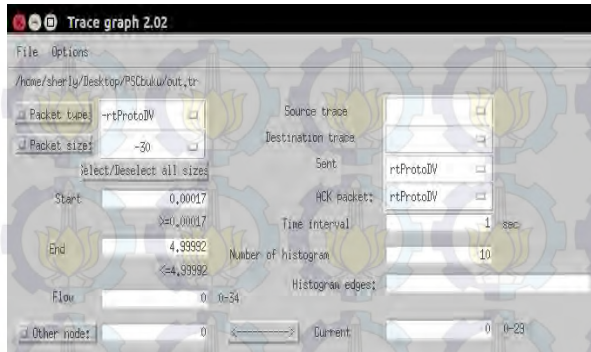 Trace graph 2.02
File Options
/home/sherly/Desktop/PSCbuku/out.tr
Packet type: -rtProtoDV
Source trace
Packet size: -30
Destination trace
elect/Deselect all sizes
Sent rtProtoDV
Start 0.00017
ACK packet: rtProtoDV
>=0.00017
Time interval 1 sec
End 4.99992
Number of histogram 10
<=4.99992
Histogram edges:
Flow 0 0-34
Other node: 0 <----------> Current 0 0-29